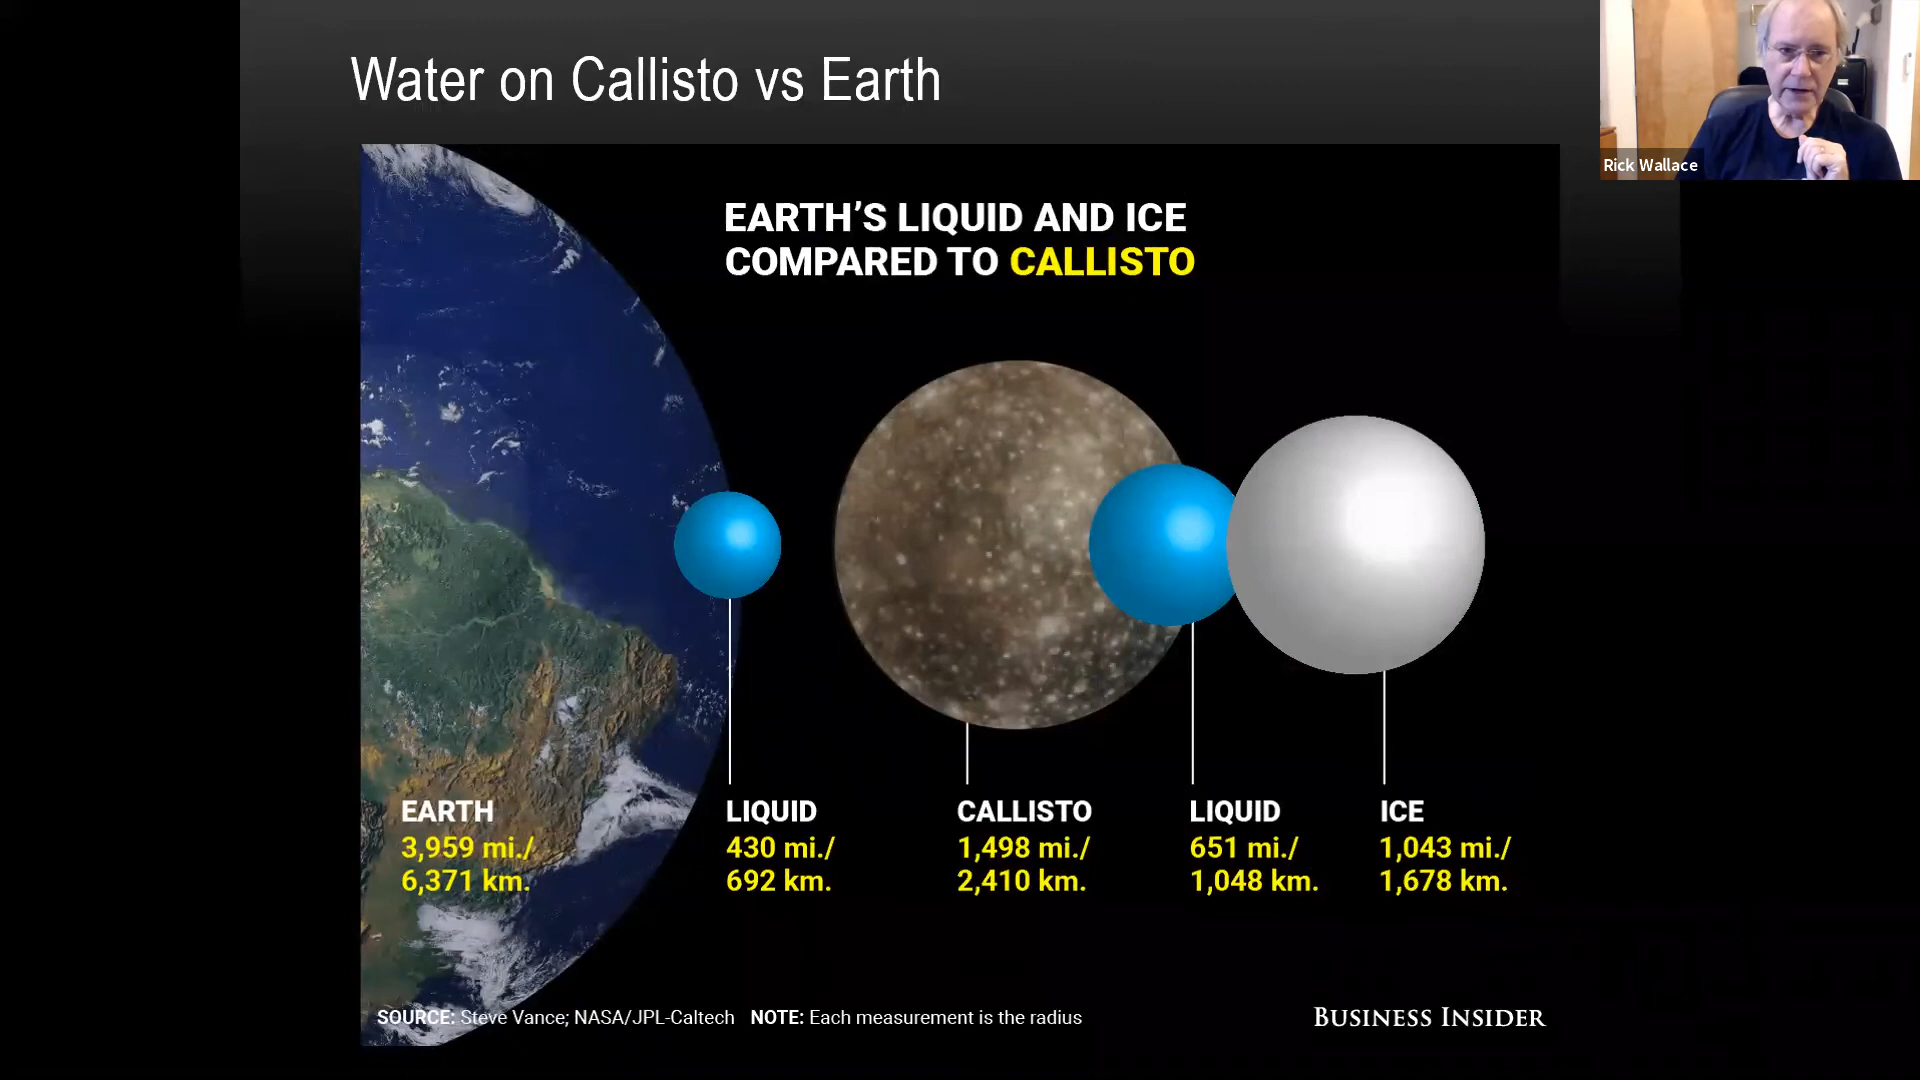 Water on Callisto vs Earth
Rick Wallace
EARTH'S LIQUID AND ICE
COMPARED TO CALLISTO
EARTH
3,959 mi./
6,371 km.
LIQUID
430 mi./
692 km.
CALLISTO
1,498 mi./
2,410 km.
LIQUID
651 mi./
1,048 km.
ICE
1,043 mi./
1,678 km.
SOURCE: Steve Vance; NASA/JPL-Caltech NOTE: Each measurement is the radius
BUSINESS INSIDER